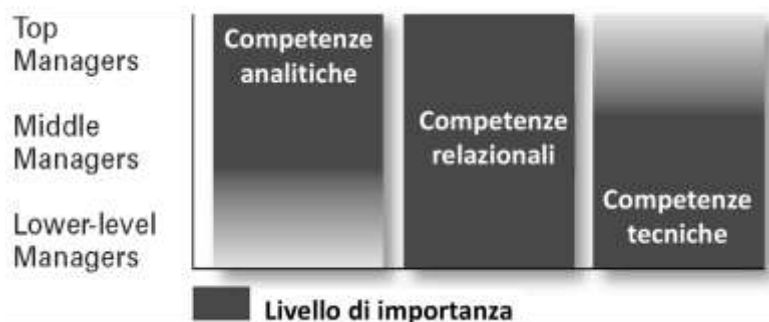 Top
Managers
Middle
Managers
Lower-level
Managers
Competenze
analitiche
Competenze
relazionali
Competenze
tecniche
Livello di importanza